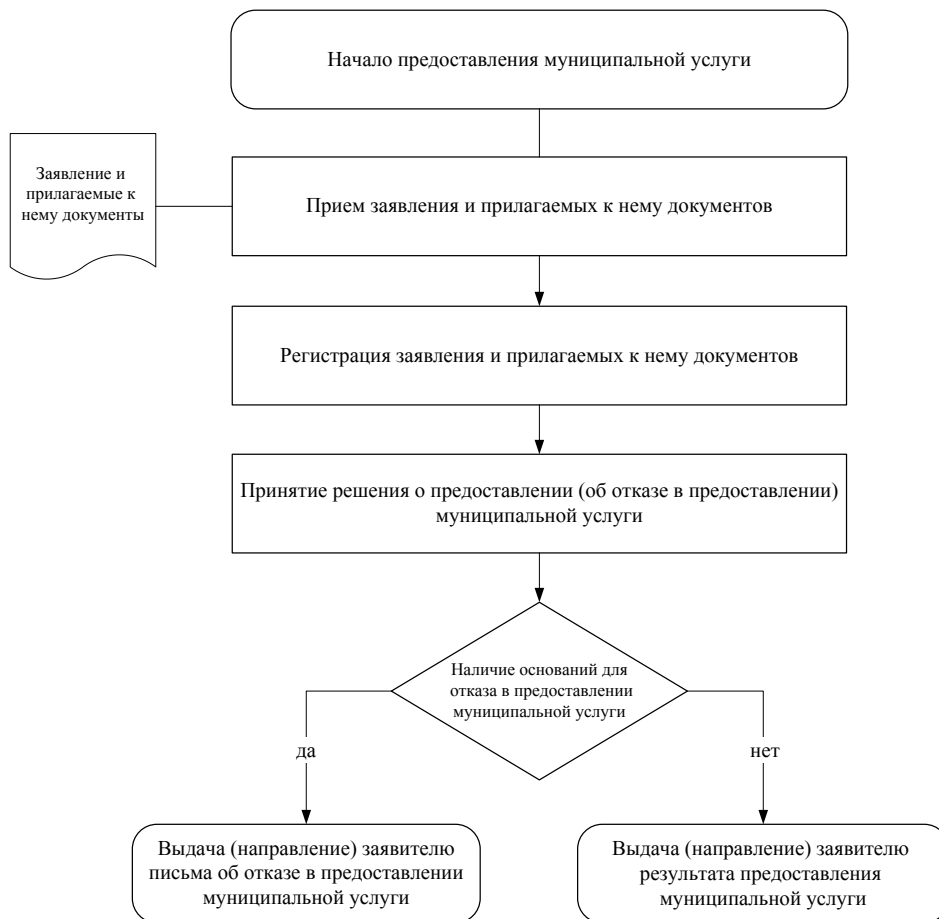 Начало предоставления муниципальной услуги
Заявление и
прилагаемые к
нему документы
Прием заявления и прилагаемых к нему документов
Регистрация заявления и прилагаемых к нему документов
Принятие решения о предоставлении (об отказе в предоставлении)
муниципальной услуги
Наличие оснований для
отказа в предоставлении
муниципальной услуги
да
нет
Выдача (направление) заявителю
письма об отказе в предоставлении
муниципальной услуги
Выдача (направление) заявителю
результата предоставления
муниципальной услуги